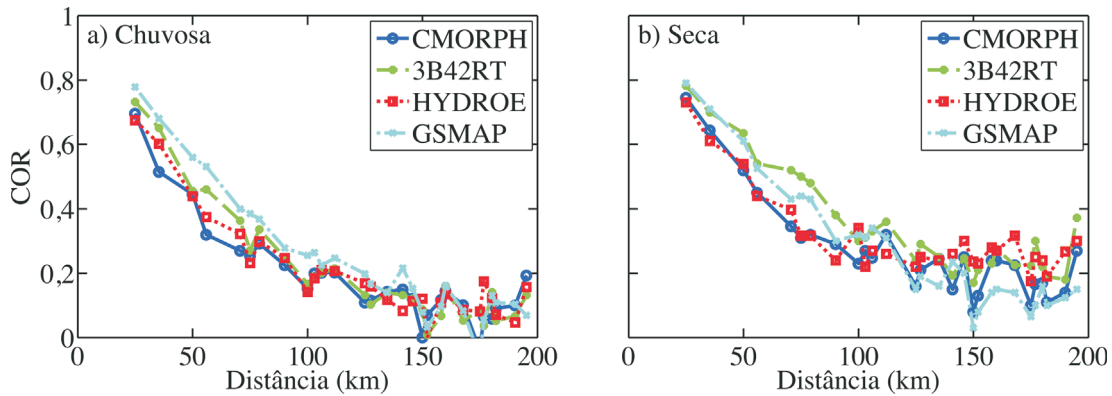 a) Chuvosa
CMORPH
3B42RT
HYDROE
GSMAP
COR
1
0,8
0,6
0,4
0,2
0
0 50 100 150 200
Distância (km)
b) Seca
CMORPH
3B42RT
HYDROE
GSMAP
0 50 100 150 200
Distância (km)